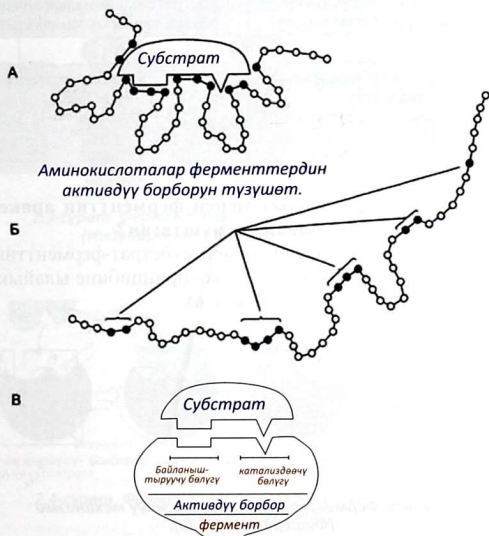 А
Субстрат
Аминокислоталар ферменттердин
активдүү борборун түзүшөт.
Б
В
Субстрат
Байланыш-
тыруучу бөлүгү
катализдөөчү
бөлүгү
Активдүү борбор
фермент